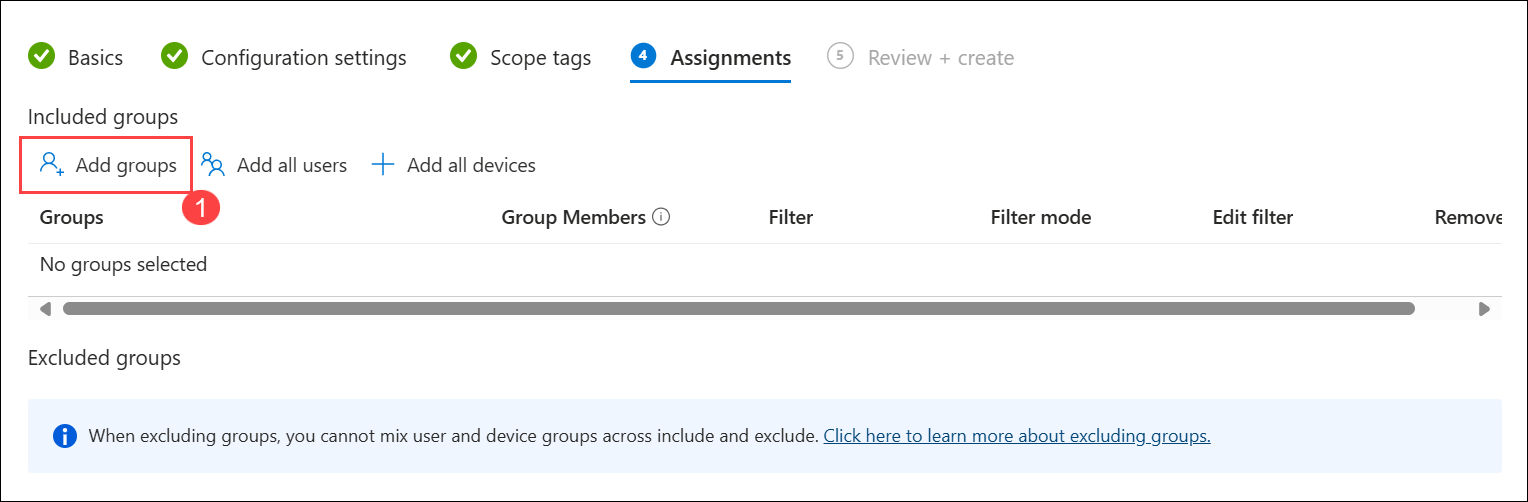 Basics Configuration settings Scope tags 4 Assignments 5 Review + create
Included groups
Add groups Add all users Add all devices
1
Groups Group Members Filter Filter mode Edit filter Remove
No groups selected
Excluded groups
When excluding groups, you cannot mix user and device groups across include and exclude. Click here to learn more about excluding groups.